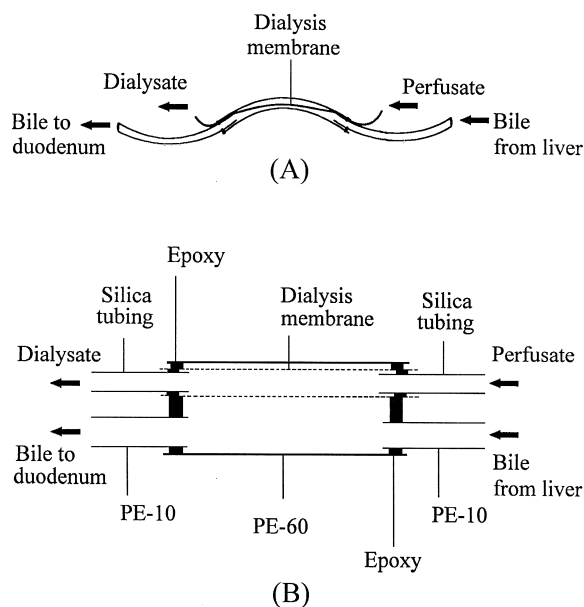 Dialysis
membrane
Dialysate
Perfusate
Bile to
duodenum
Bile
from liver
(A)
Epoxy
Silica
tubing
Dialysis
membrane
Silica
tubing
Dialysate
Perfusate
Bile to
duodenum
Bile
from liver
PE-10
PE-60
PE-10
Epoxy
(B)